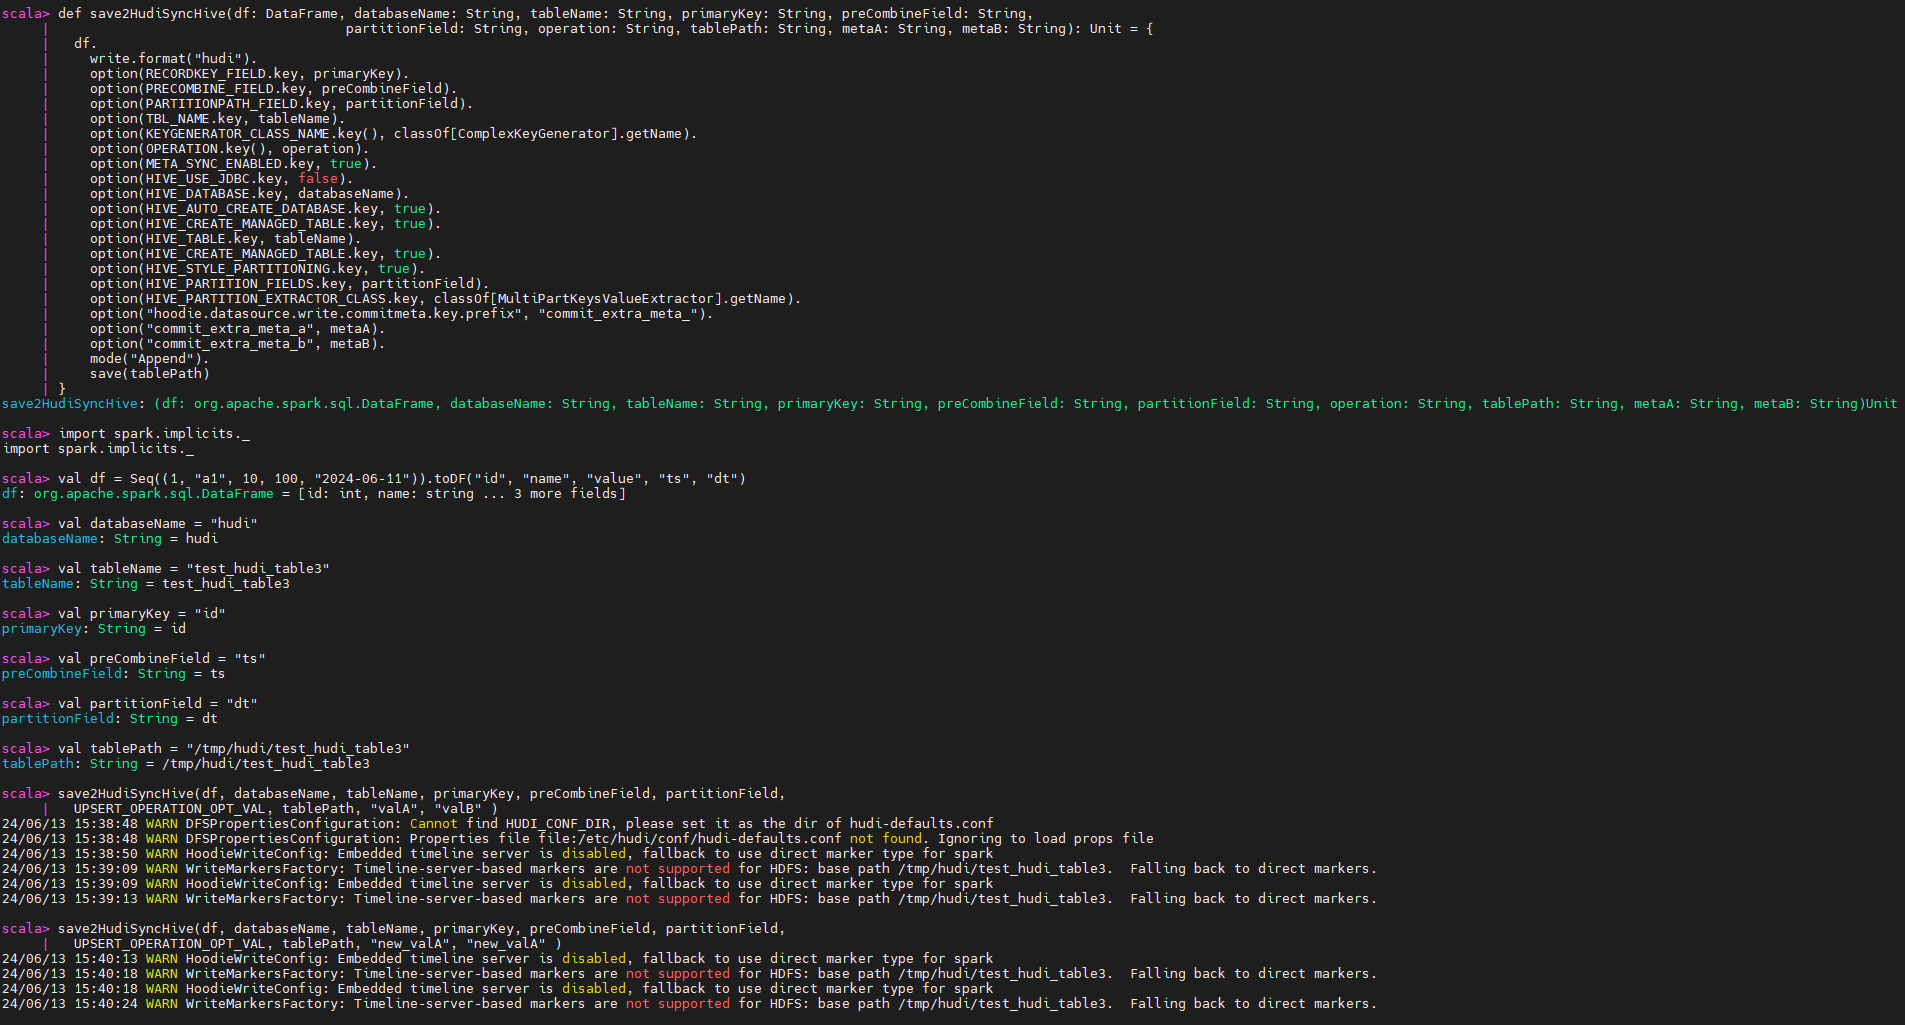 scala> def save2HudiSyncHive(df: DataFrame, databaseName: String, tableName: String, primaryKey: String, preCombineField: String,
     |                                     partitionField: String, operation: String, tablePath: String, metaA: String, metaB: String): Unit = {
     |   df.
     |     write.format("hudi").
     |     option(RECORDKEY_FIELD.key, primaryKey).
     |     option(PRECOMBINE_FIELD.key, preCombineField).
     |     option(PARTITIONPATH_FIELD.key, partitionField).
     |     option(TBL_NAME.key, tableName).
     |     option(KEYGENERATOR_CLASS_NAME.key(), classOf[ComplexKeyGenerator].getName).
     |     option(OPERATION.key(), operation).
     |     option(META_SYNC_ENABLED.key, true).
     |     option(HIVE_USE_JDBC.key, false).
     |     option(HIVE_DATABASE.key, databaseName).
     |     option(HIVE_AUTO_CREATE_DATABASE.key, true).
     |     option(HIVE_CREATE_MANAGED_TABLE.key, true).
     |     option(HIVE_TABLE.key, tableName).
     |     option(HIVE_CREATE_MANAGED_TABLE.key, true).
     |     option(HIVE_STYLE_PARTITIONING.key, true).
     |     option(HIVE_PARTITION_FIELDS.key, partitionField).
     |     option(HIVE_PARTITION_EXTRACTOR_CLASS.key, classOf[MultiPartKeysValueExtractor].getName).
     |     option("hoodie.datasource.write.commitmeta.key.prefix", "commit_extra_meta_").
     |     option("commit_extra_meta_a", metaA).
     |     option("commit_extra_meta_b", metaB).
     |     mode("Append").
     |     save(tablePath)
     | }
save2HudiSyncHive: (df: org.apache.spark.sql.DataFrame, databaseName: String, tableName: String, primaryKey: String, preCombineField: String, partitionField: String, operation: String, tablePath: String, metaA: String, metaB: String)Unit
scala> import spark.implicits._
import spark.implicits._
scala> val df = Seq((1, "a1", 10, 100, "2024-06-11")).toDF("id", "name", "value", "ts", "dt")
df: org.apache.spark.sql.DataFrame = [id: int, name: string ... 3 more fields]
scala> val databaseName = "hudi"
databaseName: String = hudi
scala> val tableName = "test_hudi_table3"
tableName: String = test_hudi_table3
scala> val primaryKey = "id"
primaryKey: String = id
scala> val preCombineField = "ts"
preCombineField: String = ts
scala> val partitionField = "dt"
partitionField: String = dt
scala> val tablePath = "/tmp/hudi/test_hudi_table3"
tablePath: String = /tmp/hudi/test_hudi_table3
scala> save2HudiSyncHive(df, databaseName, tableName, primaryKey, preCombineField, partitionField,
     |   UPSERT_OPERATION_OPT_VAL, tablePath, "valA", "valB" )
24/06/13 15:38:48 WARN DFSPropertiesConfiguration: Cannot find HUDI_CONF_DIR, please set it as the dir of hudi-defaults.conf
24/06/13 15:38:48 WARN DFSPropertiesConfiguration: Properties file file:/etc/hudi/conf/hudi-defaults.conf not found. Ignoring to load props file
24/06/13 15:38:50 WARN HoodieWriteConfig: Embedded timeline server is disabled, fallback to use direct marker type for spark
24/06/13 15:39:09 WARN WriteMarkersFactory: Timeline-server-based markers are not supported for HDFS: base path /tmp/hudi/test_hudi_table3.  Falling back to direct markers.
24/06/13 15:39:09 WARN HoodieWriteConfig: Embedded timeline server is disabled, fallback to use direct marker type for spark
24/06/13 15:39:13 WARN WriteMarkersFactory: Timeline-server-based markers are not supported for HDFS: base path /tmp/hudi/test_hudi_table3.  Falling back to direct markers.
scala> save2HudiSyncHive(df, databaseName, tableName, primaryKey, preCombineField, partitionField,
     |   UPSERT_OPERATION_OPT_VAL, tablePath, "new_valA", "new_valA" )
24/06/13 15:40:13 WARN HoodieWriteConfig: Embedded timeline server is disabled, fallback to use direct marker type for spark
24/06/13 15:40:18 WARN WriteMarkersFactory: Timeline-server-based markers are not supported for HDFS: base path /tmp/hudi/test_hudi_table3.  Falling back to direct markers.
24/06/13 15:40:18 WARN HoodieWriteConfig: Embedded timeline server is disabled, fallback to use direct marker type for spark
24/06/13 15:40:24 WARN WriteMarkersFactory: Timeline-server-based markers are not supported for HDFS: base path /tmp/hudi/test_hudi_table3.  Falling back to direct markers.